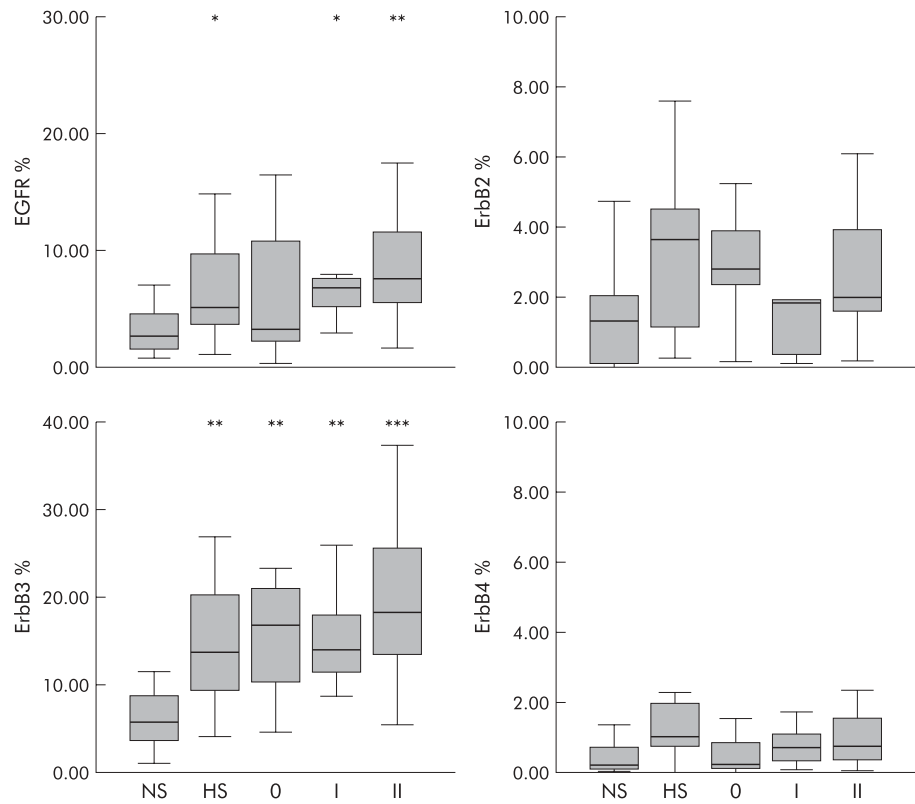 30.00
* * **
20.00
10.00
0.00
EGFR %
10.00
8.00
6.00
4.00
2.00
0.00
ErbB2 %
40.00
** ** ** ***
30.00
20.00
10.00
0.00
ErbB3 %
NS HS 0 I II
10.00
8.00
6.00
4.00
2.00
0.00
ErbB4 %
NS HS 0 I II